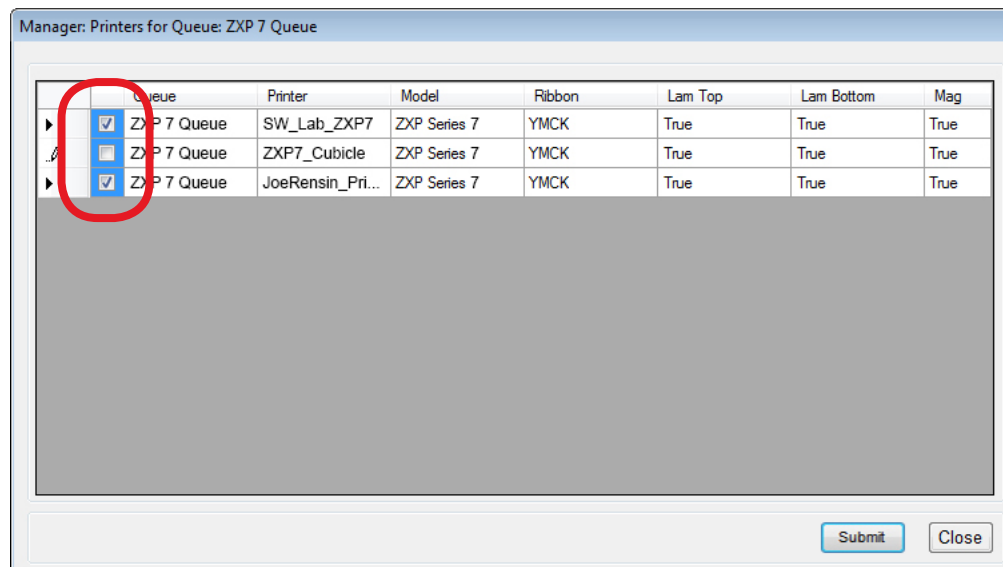 Manager: Printers for Queue: ZXP 7 Queue
Queue Printer Model Ribbon Lam Top Lam Bottom Mag
ZXP 7 Queue SW_Lab_ZXP7 ZXP Series 7 YMCK True True True
ZXP 7 Queue ZXP7_Cubicle ZXP Series 7 YMCK True True True
ZXP 7 Queue JoeRensin_Pri... ZXP Series 7 YMCK True True True
Submit Close